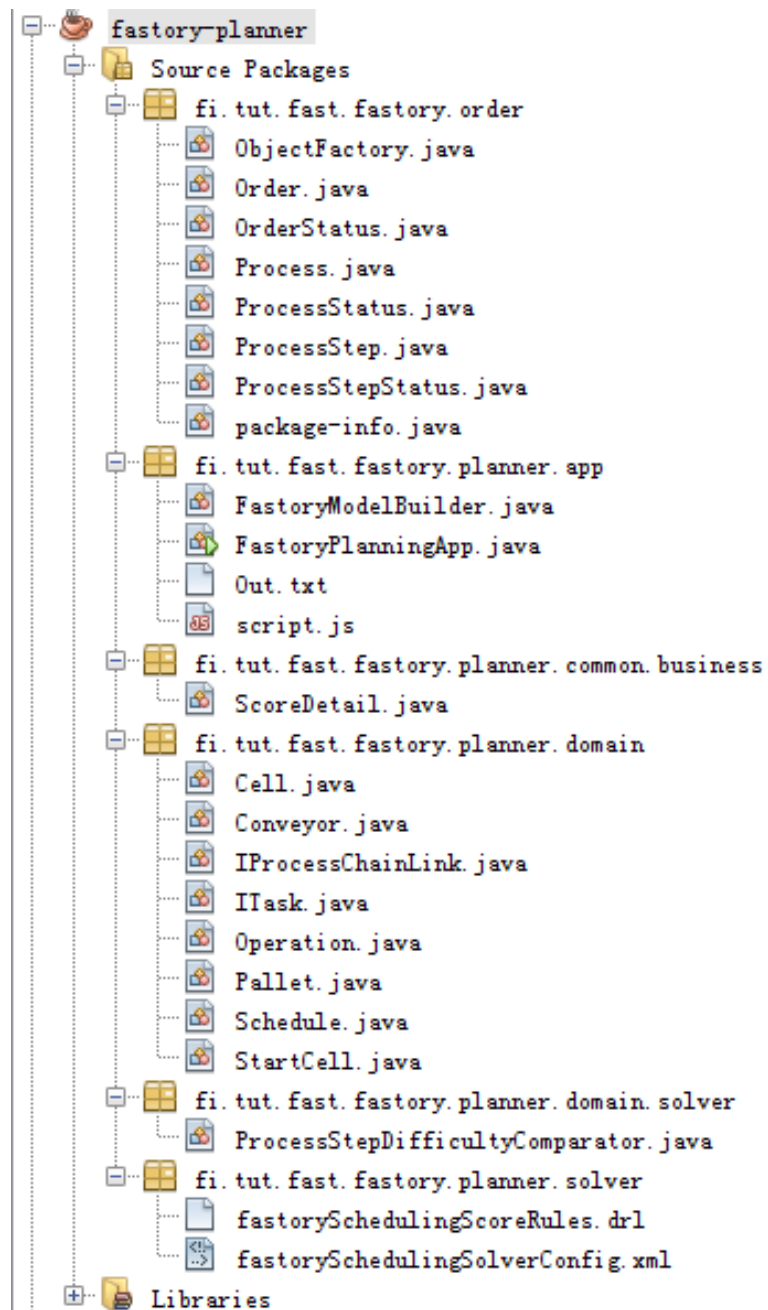 fastory-planner
Source Packages
fi.tut.fast.fastory.order
ObjectFactory.java
Order.java
OrderStatus.java
Process.java
ProcessStatus.java
ProcessStep.java
ProcessStepStatus.java
package-info.java
fi.tut.fast.fastory.planner.app
FastoryModelBuilder.java
FastoryPlanningApp.java
Out.txt
script.js
fi.tut.fast.fastory.planner.common.business
ScoreDetail.java
fi.tut.fast.fastory.planner.domain
Cell.java
Conveyor.java
IProcessChainLink.java
ITask.java
Operation.java
Pallet.java
Schedule.java
StartCell.java
fi.tut.fast.fastory.planner.domain.solver
ProcessStepDifficultyComparator.java
fi.tut.fast.fastory.planner.solver
fastorySchedulingScoreRules.drl
fastorySchedulingSolverConfig.xml
Libraries